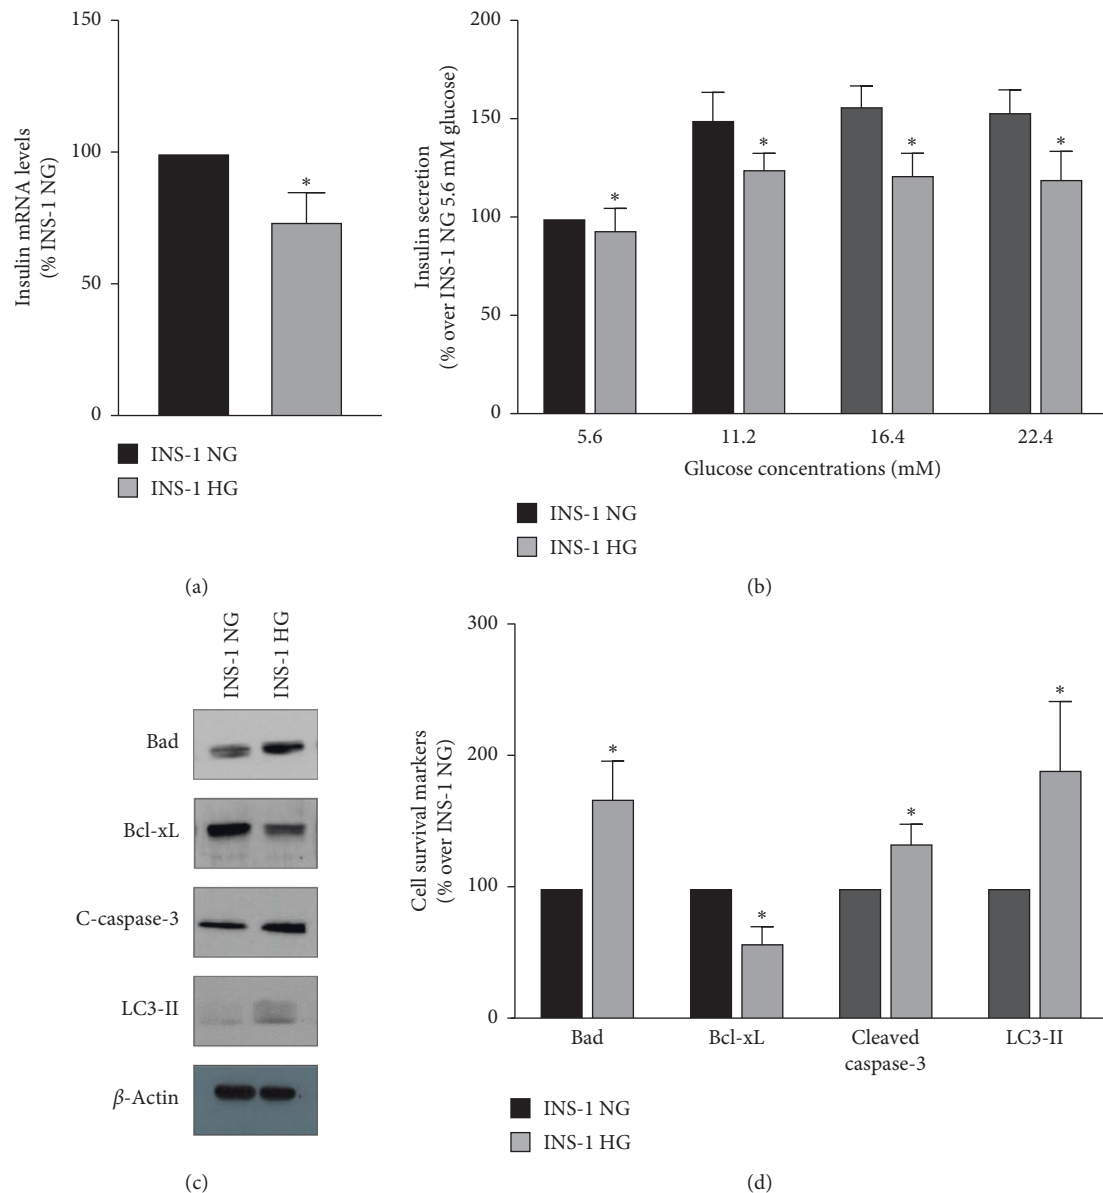 150
100
50
0
Insulin mRNA levels
(% INS-1 NG)
*
INS-1 NG
INS-1 HG
(a)
200
150
100
50
0
Insulin secretion
(% over INS-1 NG 5.6 mM glucose)
* * * *
5.6 11.2 16.4 22.4
Glucose concentrations (mM)
INS-1 NG
INS-1 HG
(b)
INS-1 NG
INS-1 HG
Bad
Bcl-xL
C-caspase-3
LC3-II
β-Actin
(c)
300
200
100
0
Cell survival markers
(% over INS-1 NG)
* * * *
Bad Bcl-xL Cleaved LC3-II
caspase-3
INS-1 NG
INS-1 HG
(d)